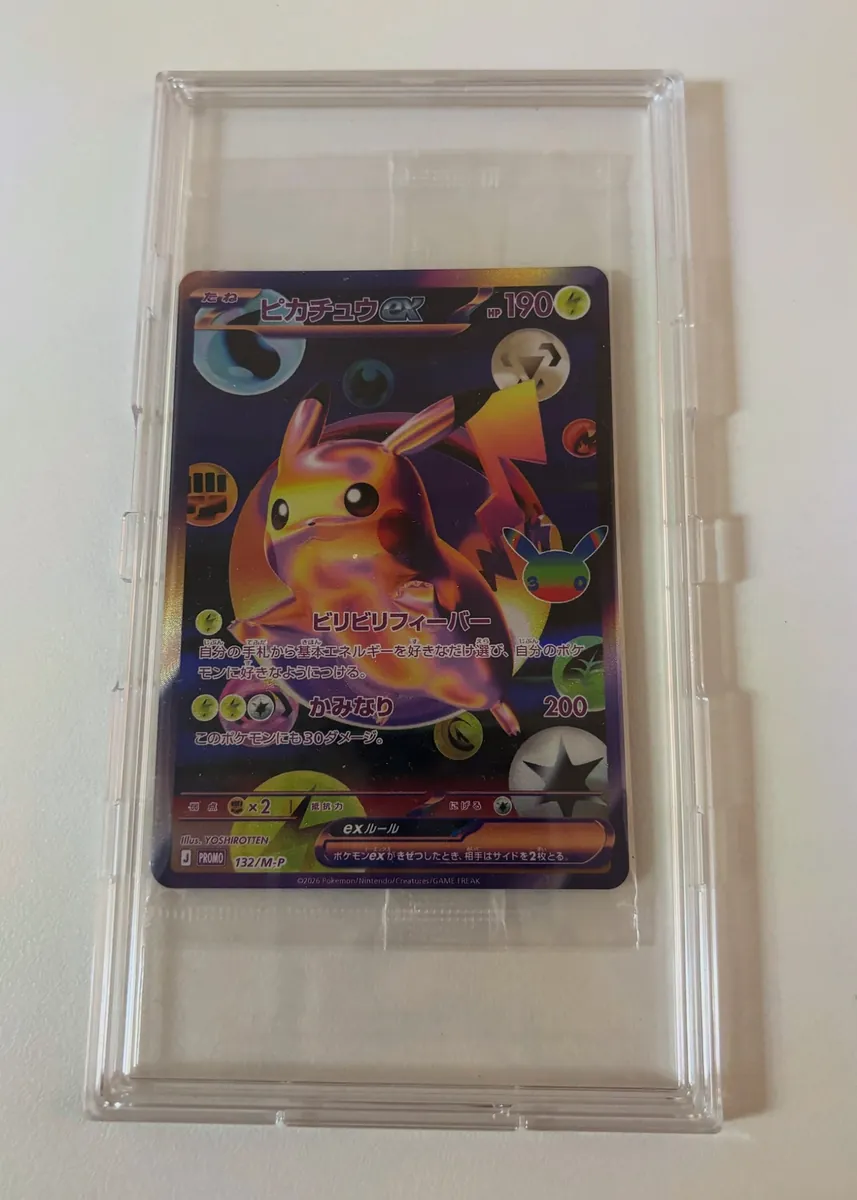 たね ピカチュウex HP190
3 0
ビリビリフィーバー
自分の手札から基本エネルギーを好きなだけ選び、自分のポケ
モンに好きなようにつける。
かみなり 200
このポケモンにも30ダメージ。
弱点 ×2 抵抗力 にげる
exルール
Illus. YOSHIROTTEN
ポケモンexがきぜつしたとき、相手はサイドを2枚とる。
J PROMO 132/M-P
©2026 Pokémon/Nintendo/Creatures/GAME FREAK